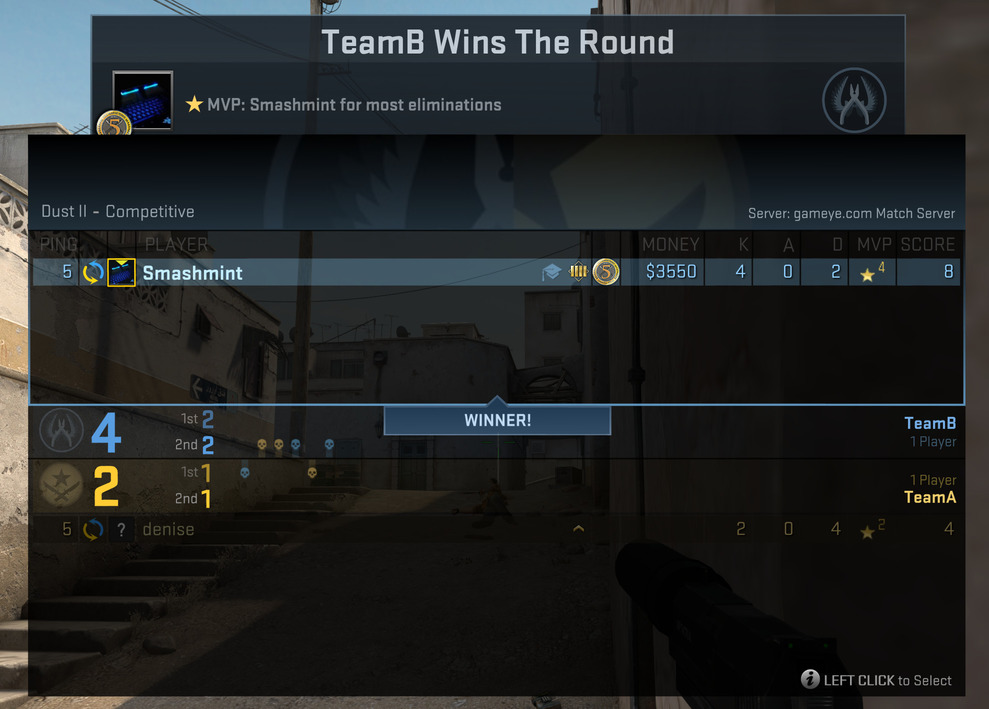 TeamB Wins The Round
MVP: Smashmint for most eliminations
5
Dust II - Competitive
Server: gameye.com Match Server
PING PLAYER MONEY K A D MVP SCORE
5 Smashmint 5 $3550 4 0 2 4 8
WINNER!
4 1st 2 TeamB
2nd 2 1 Player
2 1st 1 1 Player
2nd 1 TeamA
5 ? denise 2 0 4 2 4
i LEFT CLICK to Select